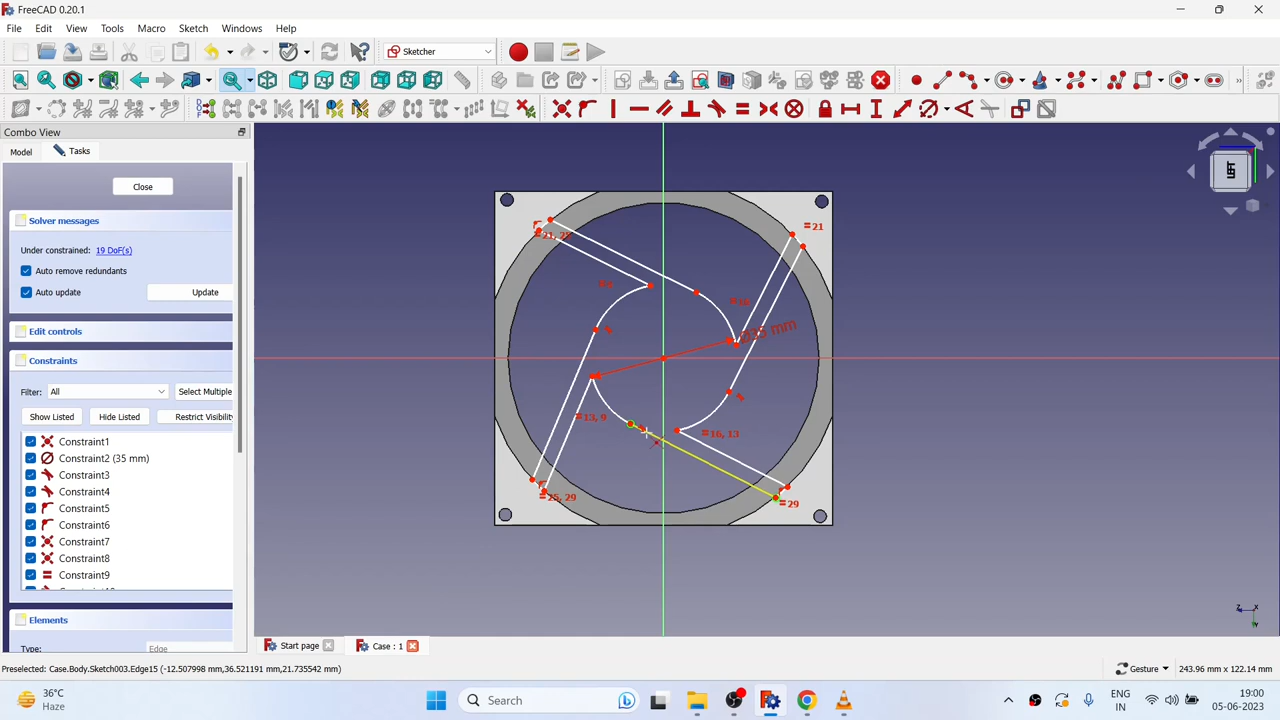 FreeCAD 0.20.1
File Edit View Tools Macro Sketch Windows Help
Sketcher
Combo View
Model Tasks
Close
Solver messages
Under constrained: 19 DoF(s)
Auto remove redundants
Auto update Update
Edit controls
Constraints
Filter: All Select Multiple
Show Listed Hide Listed Restrict Visibility
Constraint1
Constraint2 (35 mm)
Constraint3
Constraint4
Constraint5
Constraint6
Constraint7
Constraint8
Constraint9
Elements
Type: Edge
21
Ø35 mm
13, 9
16, 13
25, 29
29
LEFT
Start page Case : 1
Preselected: Case.Body.Sketch003.Edge15 (-12.507998 mm,36.521191 mm,21.735542 mm) Gesture 243.96 mm x 122.14 mm
36°C
Haze
Search
ENG
IN
19:00
05-06-2023